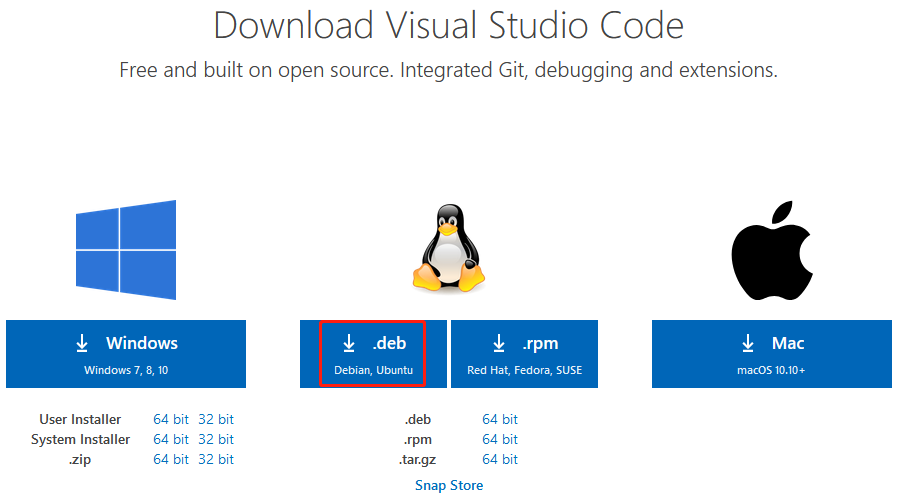 Download Visual Studio Code
Free and built on open source. Integrated Git, debugging and extensions.
Windows
Windows 7, 8, 10
User Installer 64 bit 32 bit
System Installer 64 bit 32 bit
.zip 64 bit 32 bit
.deb
Debian, Ubuntu
.rpm
Red Hat, Fedora, SUSE
.deb 64 bit
.rpm 64 bit
.tar.gz 64 bit
Snap Store
Mac
macOS 10.10+